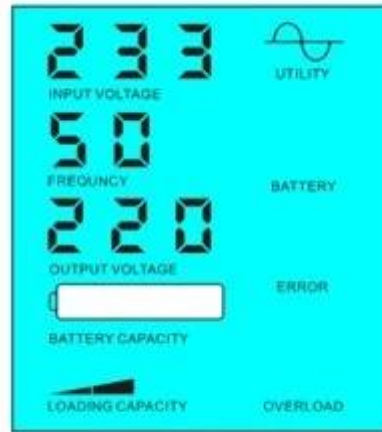 233
INPUT VOLTAGE
UTILITY
50
FREQUNCY
BATTERY
220
OUTPUT VOLTAGE
ERROR
BATTERY CAPACITY
LOADING CAPACITY
OVERLOAD